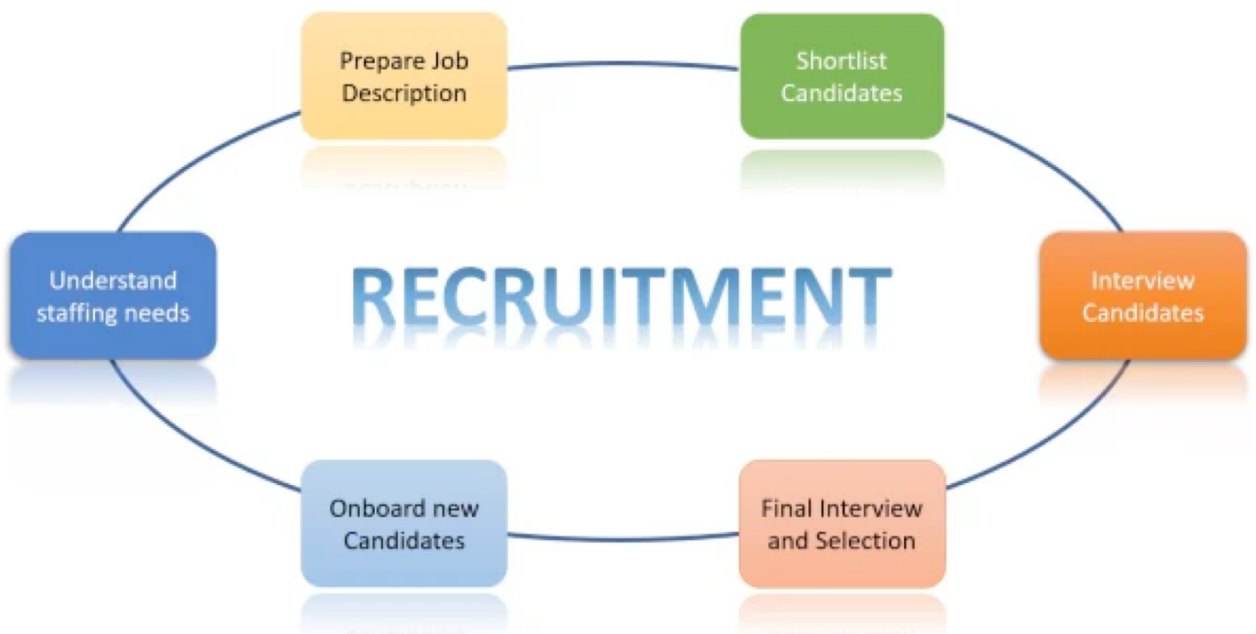 Prepare Job
Description
Shortlist
Candidates
Understand
staffing needs
RECRUITMENT
Interview
Candidates
Onboard new
Candidates
Final Interview
and Selection